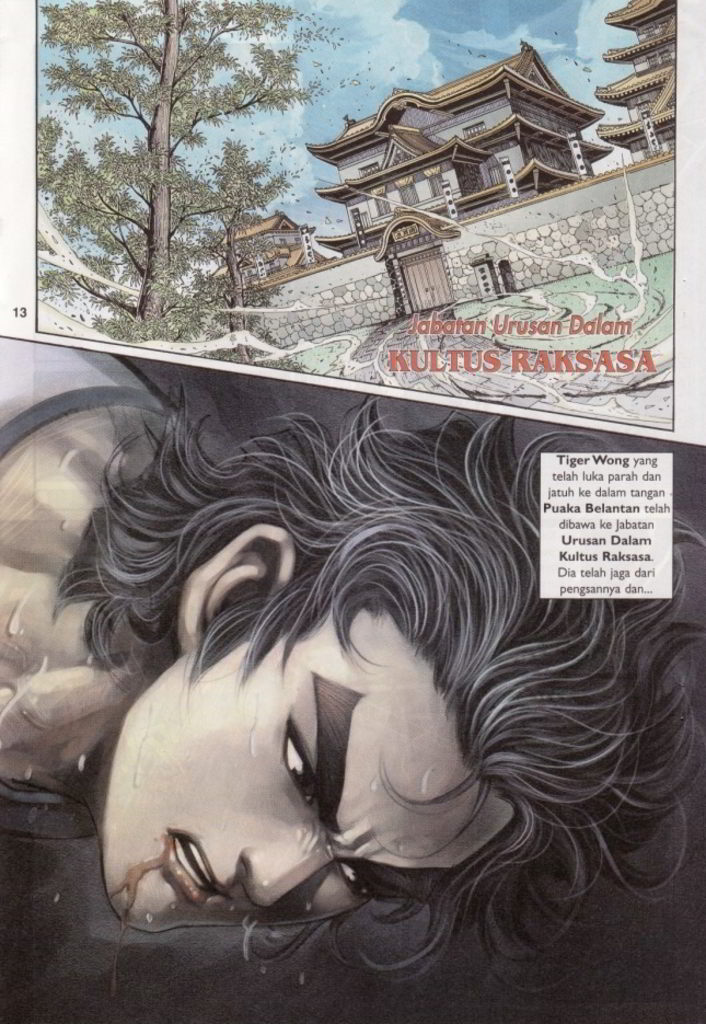 13
Jabatan Urusan Dalam
KULTUS RAKSASA
Tiger Wong yang
telah luka parah dan
jatuh ke dalam tangan
Puaka Belantan telah
dibawa ke Jabatan
Urusan Dalam
Kultus Raksasa.
Dia telah jaga dari
pengsannya dan...